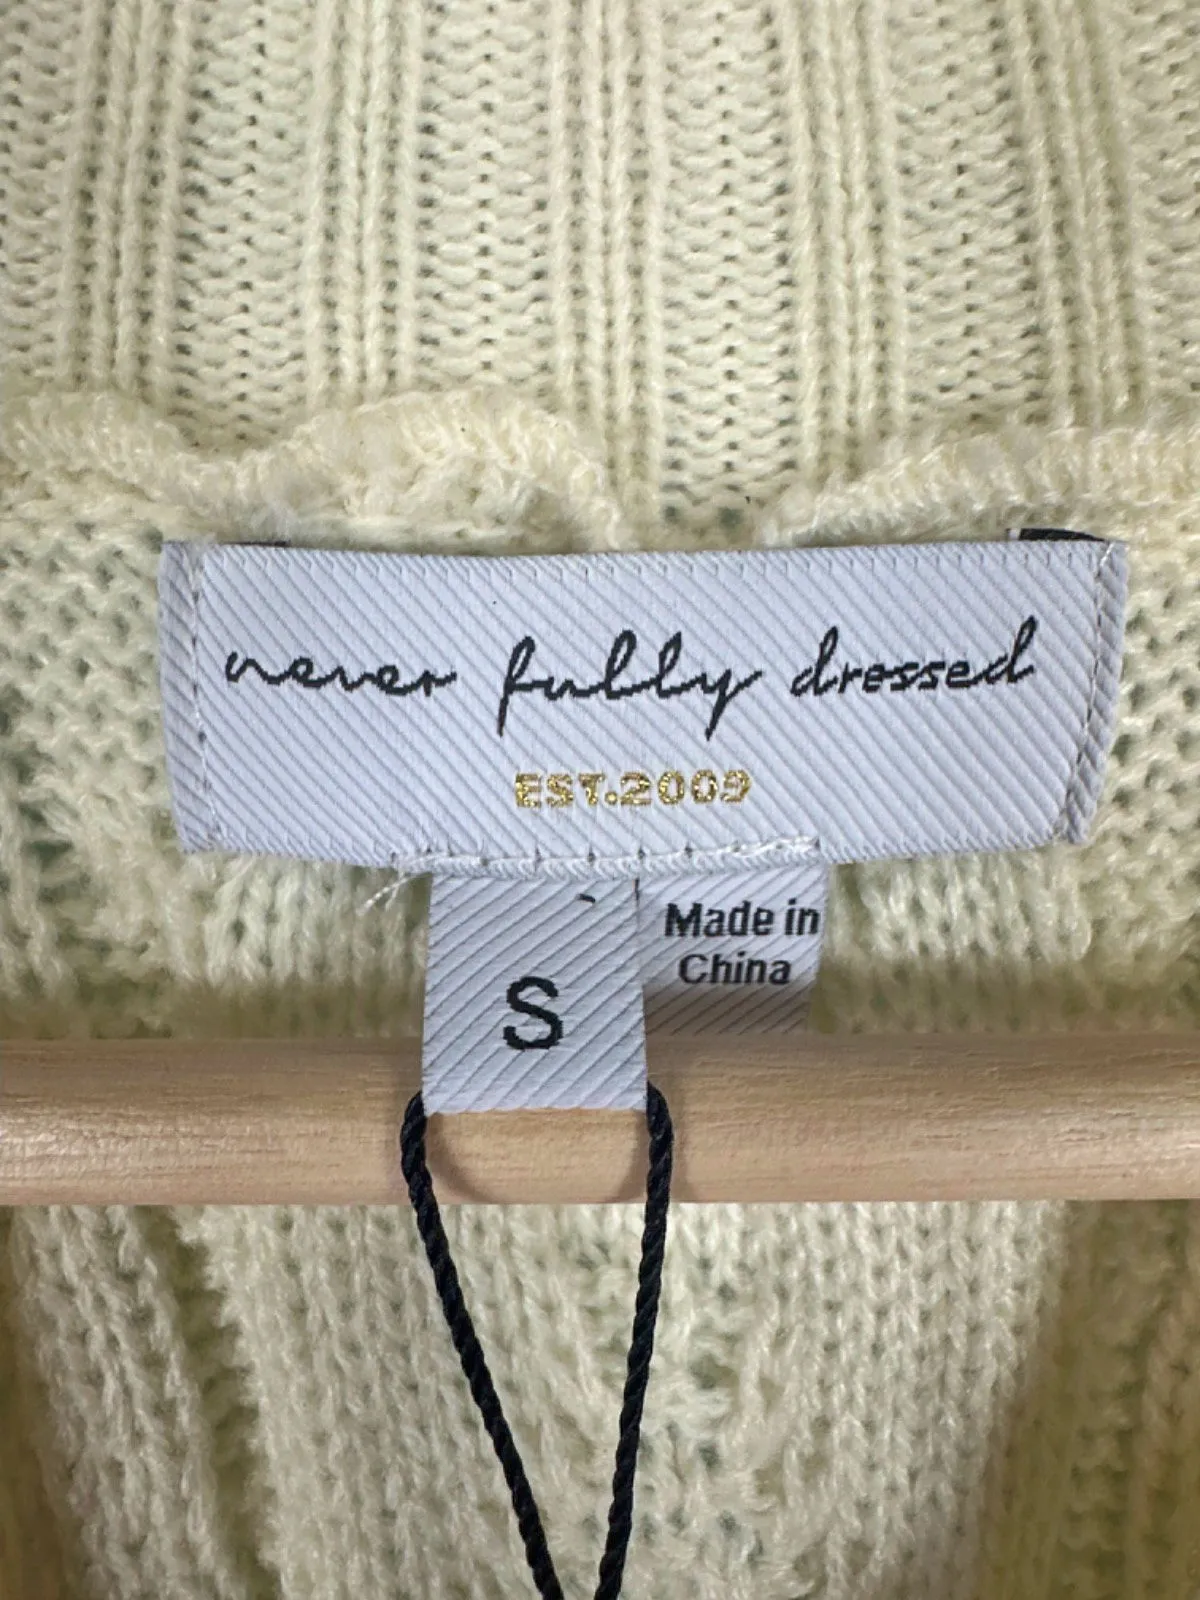 never fully dressed
EST.2009
S
Made in
China